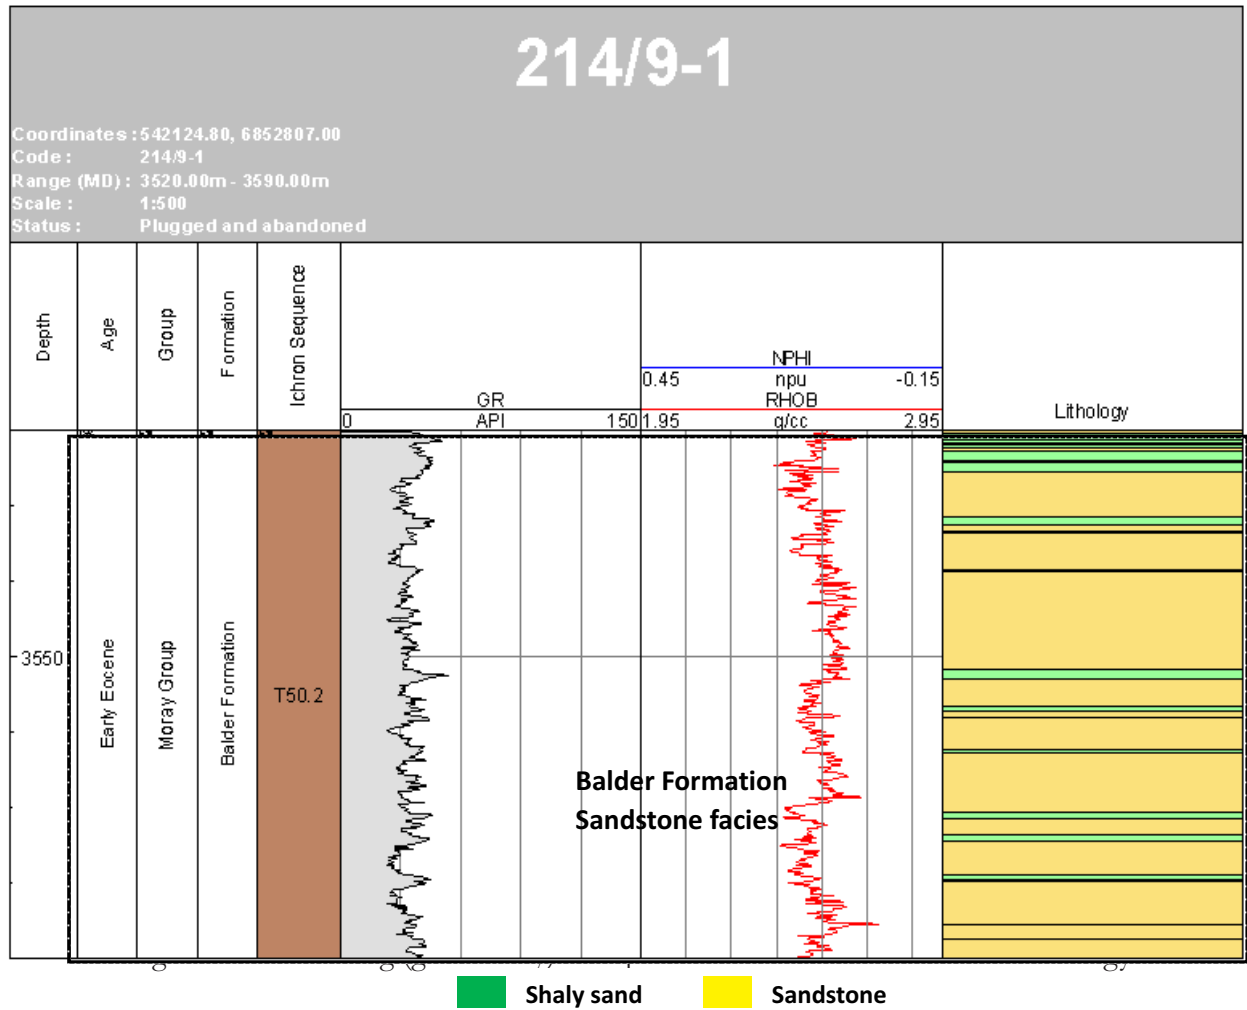 214/9-1
Coordinates : 542124.80, 6852807.00
Code : 214/9-1
Range (MD) : 3520.00m - 3590.00m
Scale : 1:500
Status : Plugged and abandoned
Depth
Age
Group
Formation
Ichron Sequence
GR
0 API 150
NPHI
0.45 npu -0.15
RHOB
1.95 g/cc 2.95
Lithology
3550
Early Eocene
Moray Group
Balder Formation
T50.2
Balder Formation
Sandstone facies
Shaly sand
Sandstone